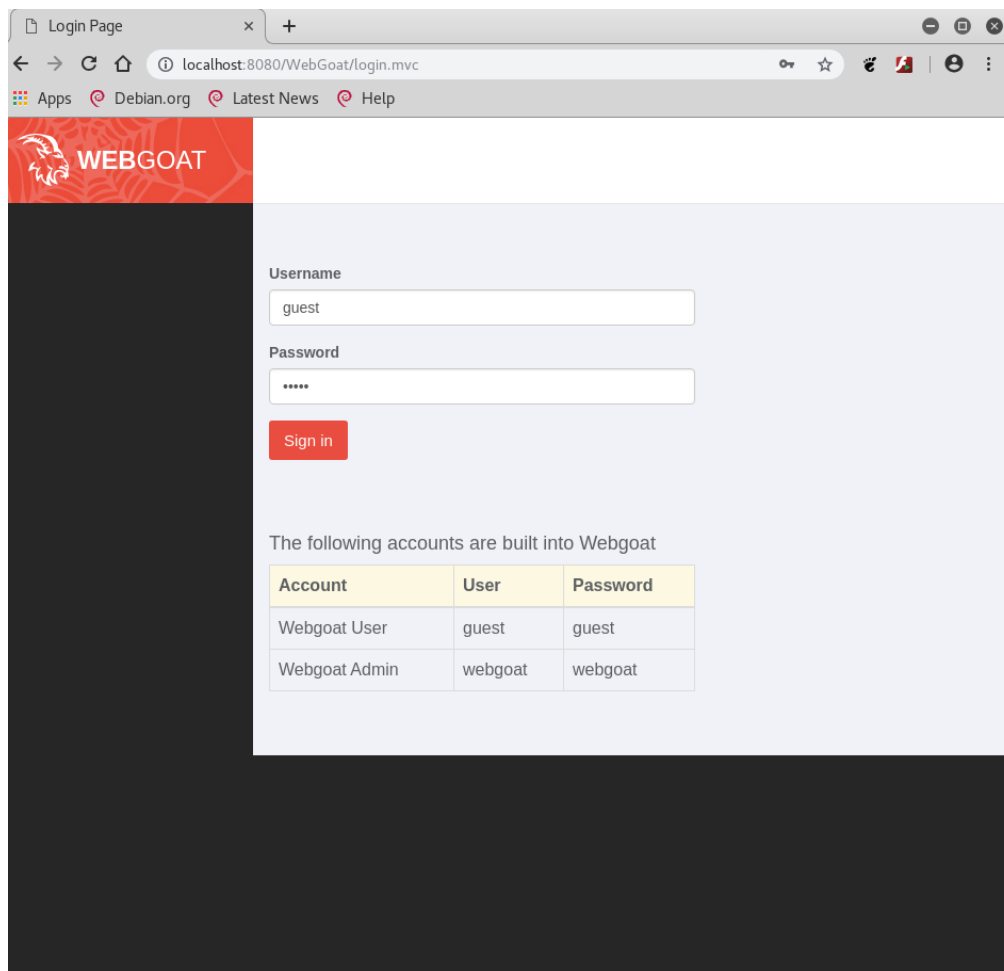 Login Page
localhost:8080/WebGoat/login.mvc
Apps Debian.org Latest News Help
WEBGOAT
Username
guest
Password
•••••
Sign in
The following accounts are built into Webgoat
Account User Password
Webgoat User guest guest
Webgoat Admin webgoat webgoat